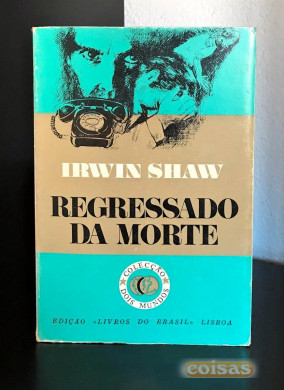 IRWIN SHAW
REGRESSADO
DA MORTE
COLECÇÃO
DOIS MUNDOS
EDIÇÃO «LIVROS DO BRASIL» LISBOA
coisas